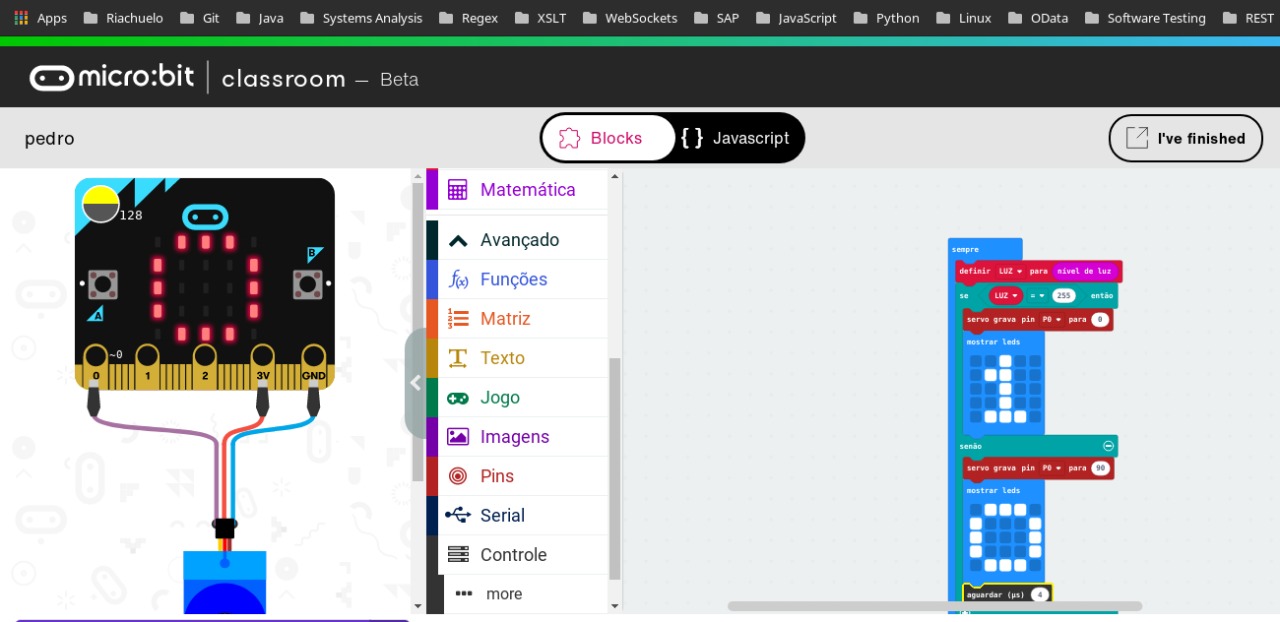 Apps Riachuelo Git Java Systems Analysis Regex XSLT WebSockets SAP JavaScript Python Linux OData Software Testing REST
micro:bit classroom — Beta
pedro
Blocks
{ } Javascript
I've finished
128
B
A
~0
0 1 2 3V GND
Matemática
Avançado
Funções
Matriz
Texto
Jogo
Imagens
Pins
Serial
Controle
more
sempre
definir LUZ para nível de luz
se LUZ = 255 então
servo grava pin P0 para 0
mostrar leds
senão
servo grava pin P0 para 90
mostrar leds
aguardar (µs) 4